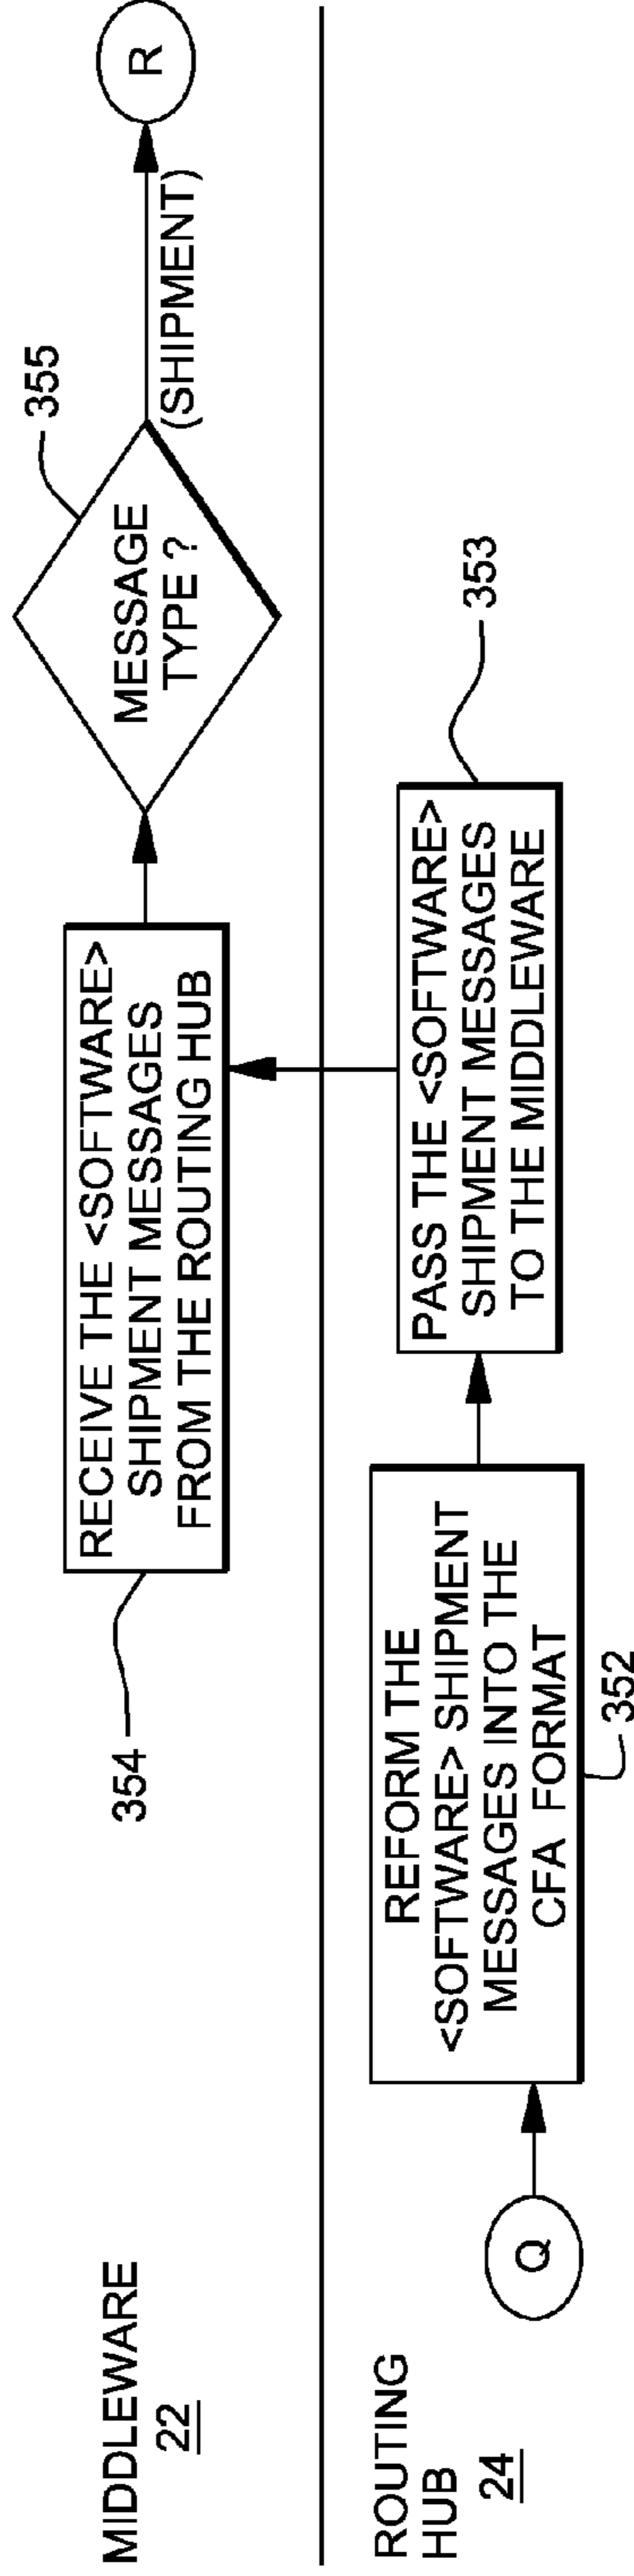 MIDDLEWARE
22
354
RECEIVE THE <SOFTWARE>
SHIPMENT MESSAGES
FROM THE ROUTING HUB
MESSAGE
TYPE ?
355
(SHIPMENT)
R
ROUTING
HUB
24
Q
REFORM THE
<SOFTWARE> SHIPMENT
MESSAGES INTO THE
CFA FORMAT
352
PASS THE <SOFTWARE>
SHIPMENT MESSAGES
TO THE MIDDLEWARE
353